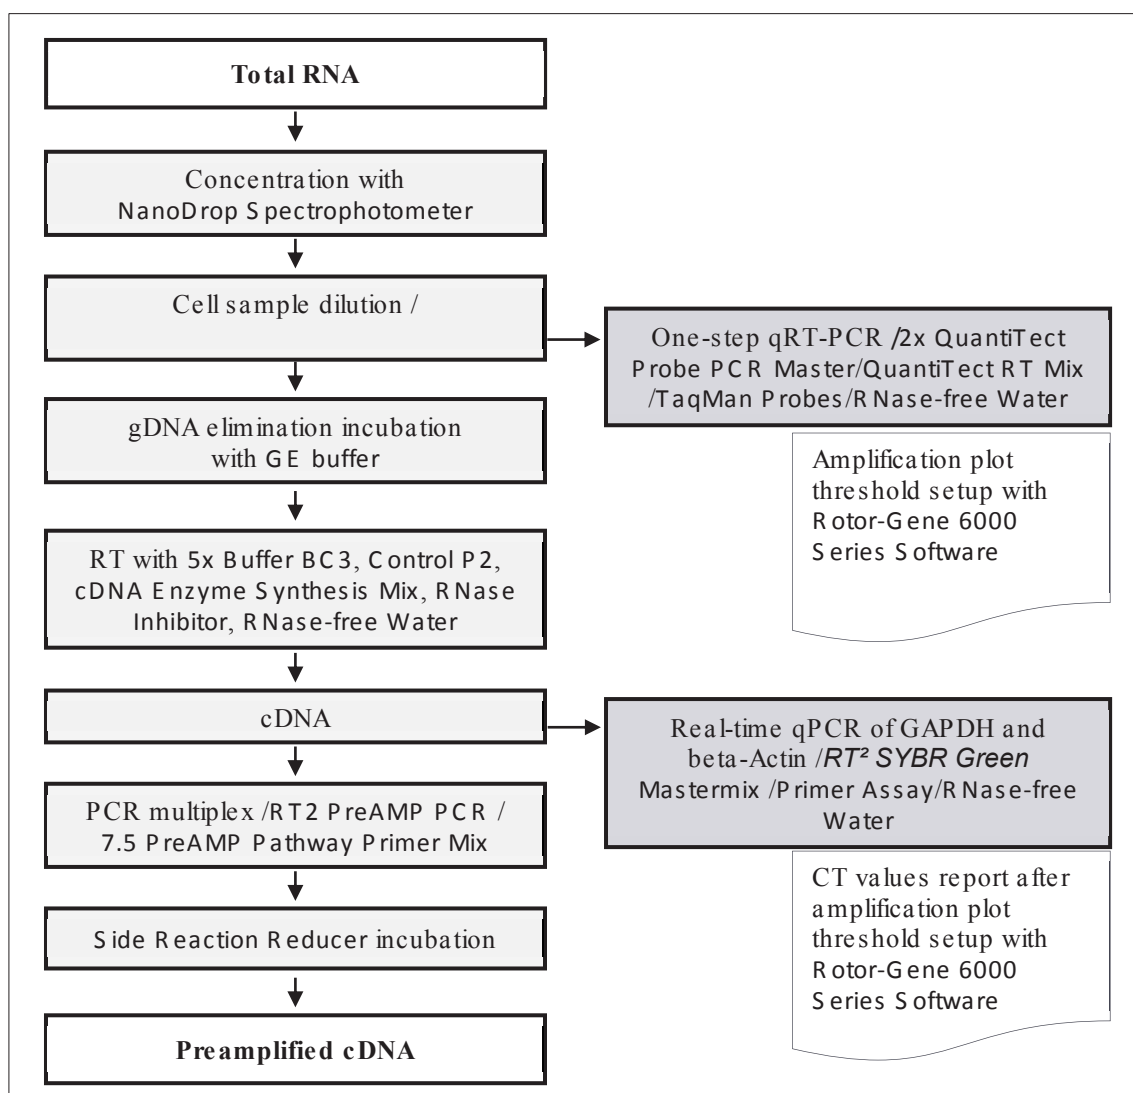 Total RNA
Concentration with
NanoDrop Spectrophotometer
Cell sample dilution /
One-step qRT-PCR /2x QuantiTect
Probe PCR Master/QuantiTect RT Mix
/TaqMan Probes/RNase-free Water
gDNA elimination incubation
with GE buffer
Amplification plot
threshold setup with
Rotor-Gene 6000
Series Software
RT with 5x Buffer BC3, Control P2,
cDNA Enzyme Synthesis Mix, RNase
Inhibitor, RNase-free Water
cDNA
Real-time qPCR of GAPDH and
beta-Actin /RT² SYBR Green
Mastermix /Primer Assay/RNase-free
Water
PCR multiplex /RT2 PreAMP PCR /
7.5 PreAMP Pathway Primer Mix
CT values report after
amplification plot
threshold setup with
Rotor-Gene 6000
Series Software
Side Reaction Reducer incubation
Preamplified cDNA